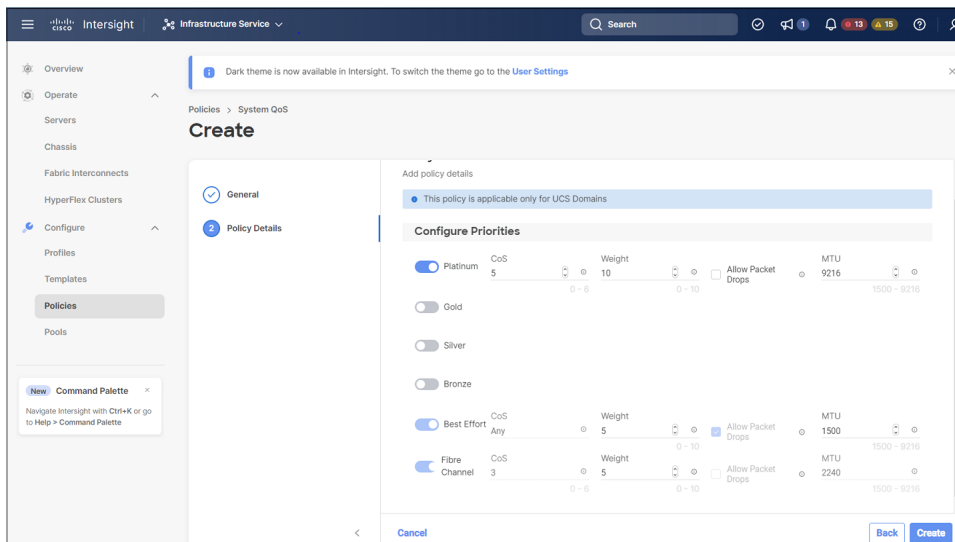 CISCO Intersight Infrastructure Service Search 1 13 15
Overview
Operate
Servers
Chassis
Fabric Interconnects
HyperFlex Clusters
Configure
Profiles
Templates
Policies
Pools
New Command Palette
Navigate Intersight with Ctrl+K or go
to Help > Command Palette
Dark theme is now available in Intersight. To switch the theme go to the User Settings
Policies > System QoS
Create
General
2 Policy Details
Add policy details
This policy is applicable only for UCS Domains
Configure Priorities
Platinum CoS 5 0 - 6 Weight 10 0 - 10 Allow Packet Drops MTU 9216 1500 - 9216
Gold
Silver
Bronze
Best Effort CoS Any Weight 5 0 - 10 Allow Packet Drops MTU 1500 1500 - 9216
Fibre Channel CoS 3 0 - 6 Weight 5 0 - 10 Allow Packet Drops MTU 2240 1500 - 9216
Cancel Back Create